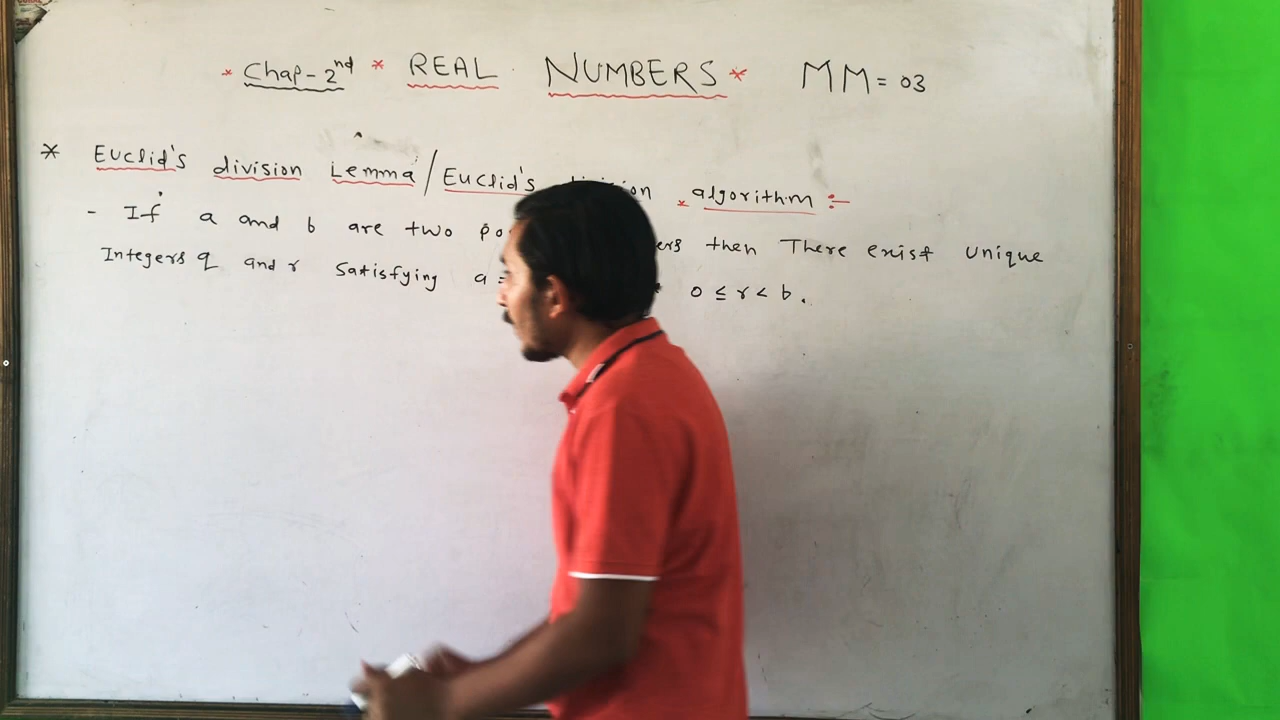 * Chap-2nd * REAL NUMBERS * MM = 03
* Euclid's division Lemma / Euclid's algorithm :-
- If a and b are two then There exist unique
Integers q and r Satisfying a = 0 ≤ r < b.